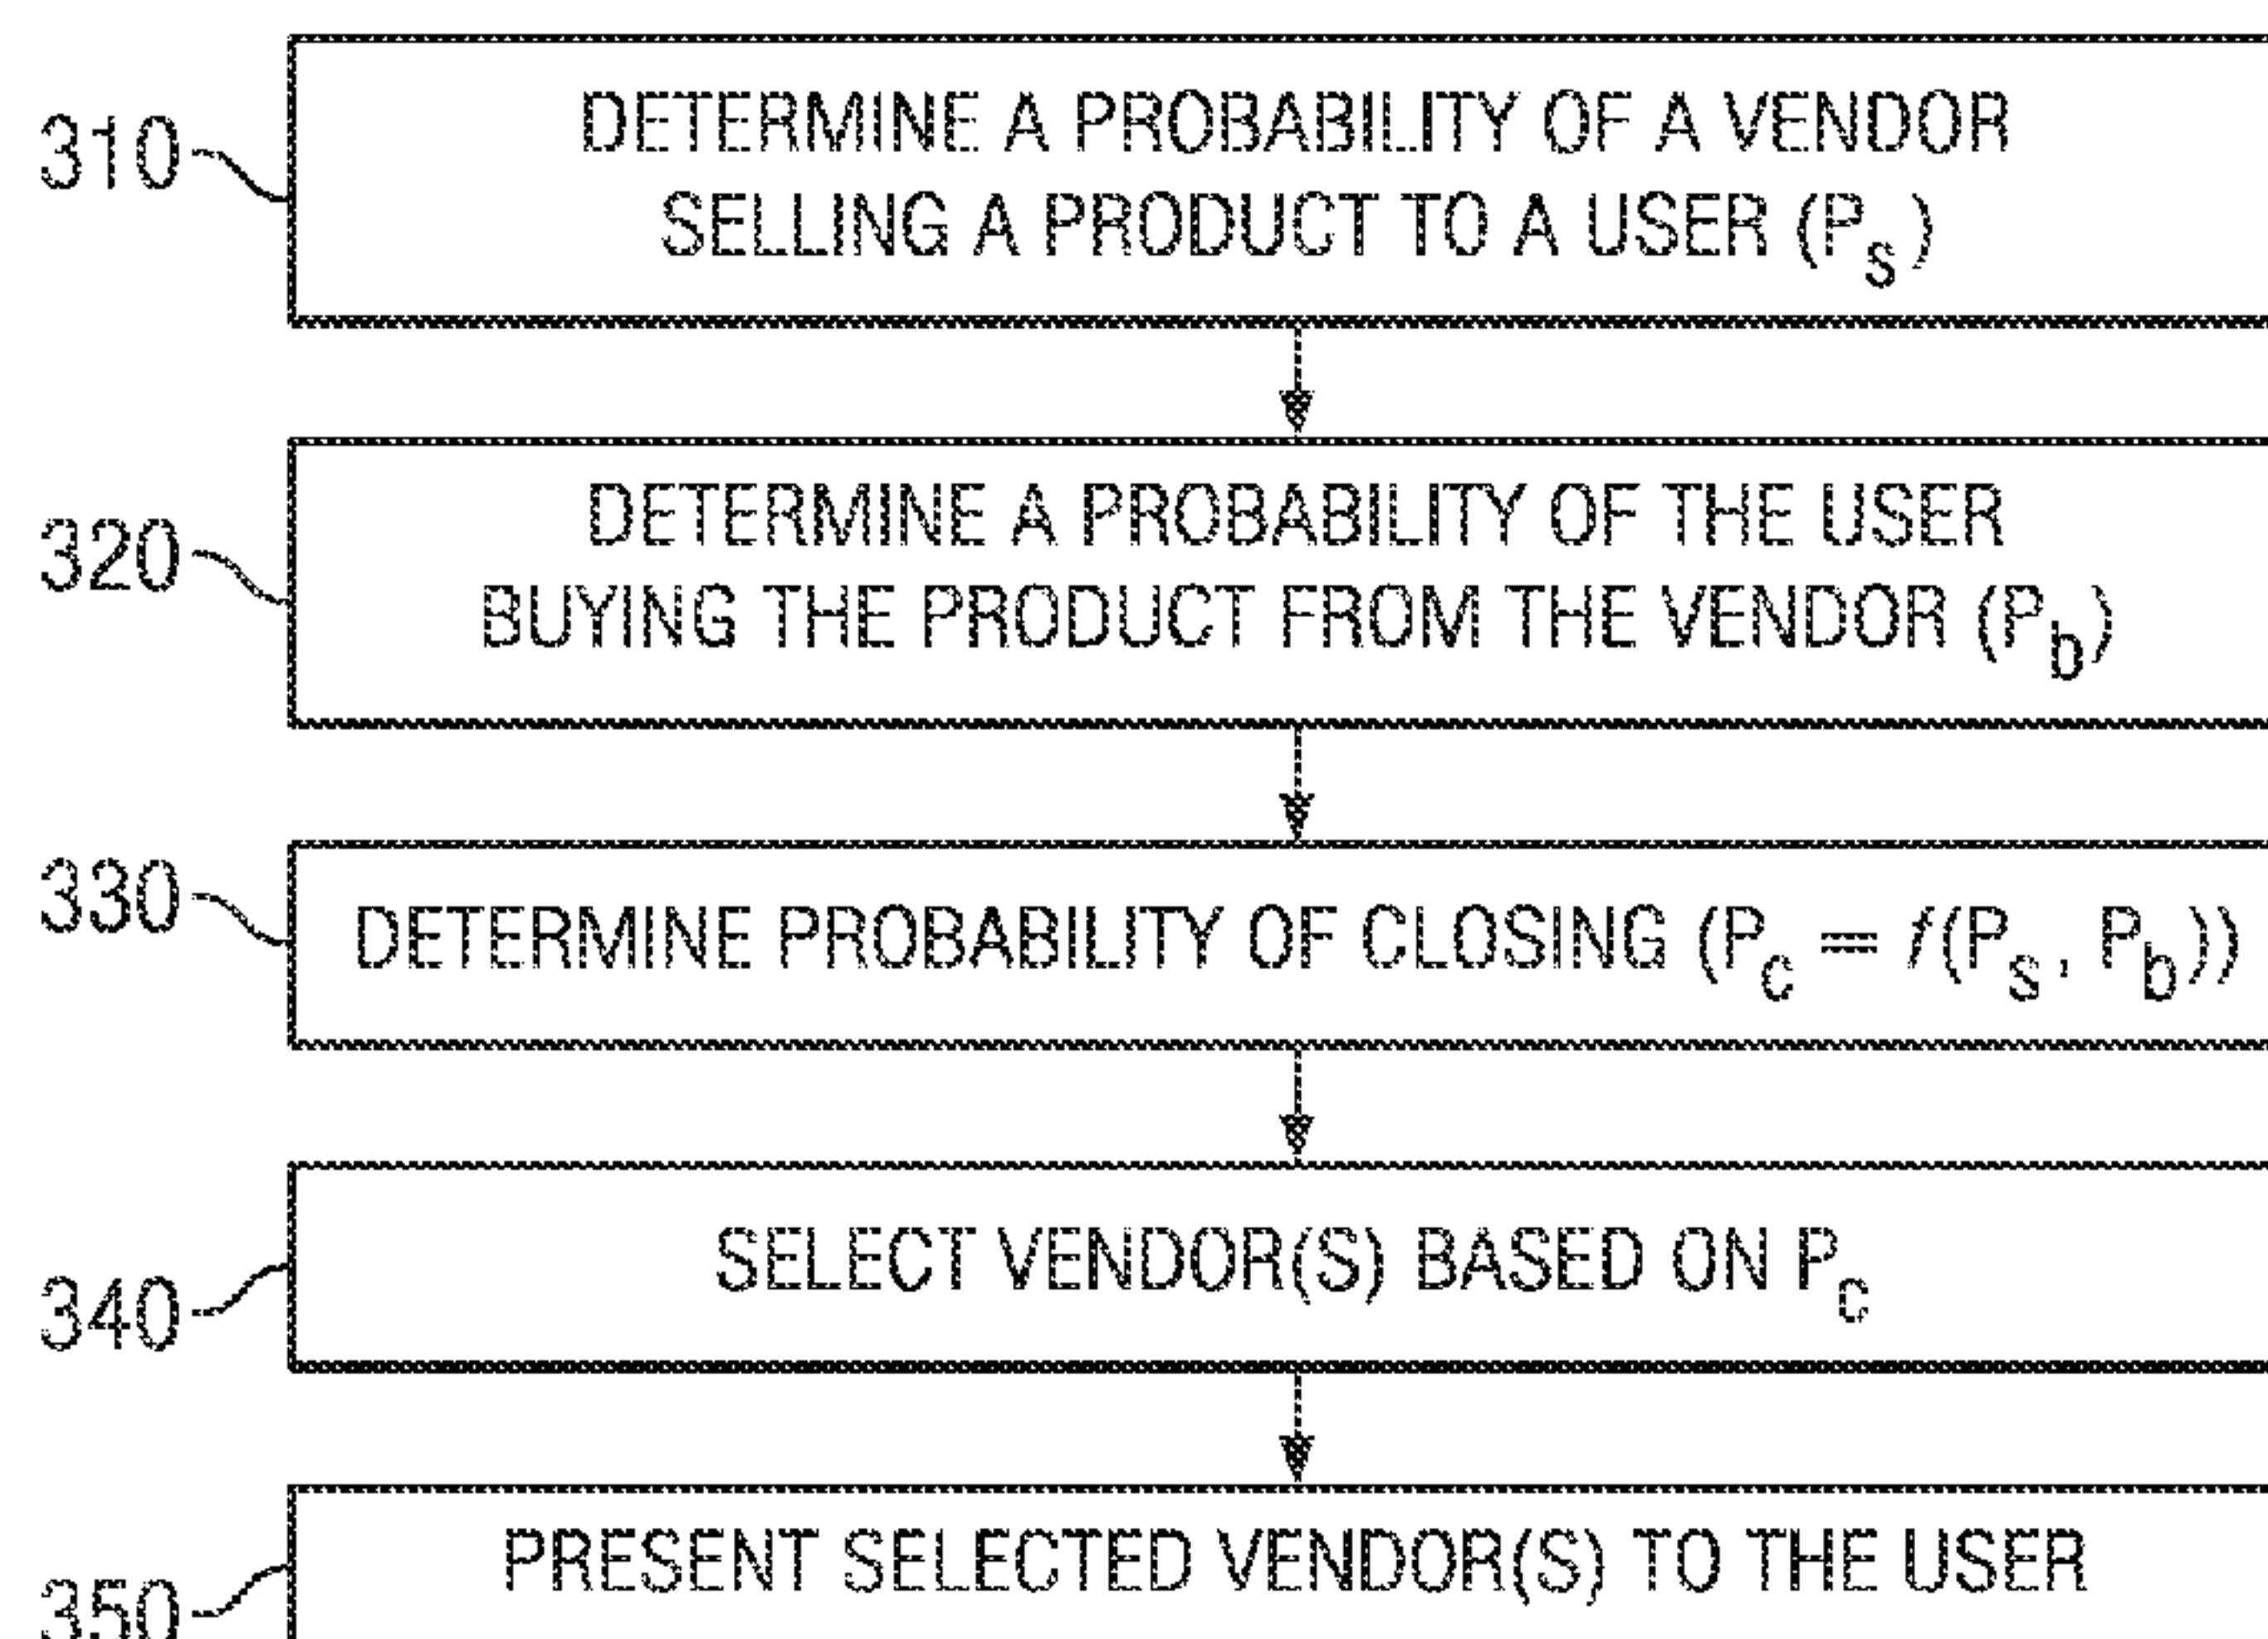 310
DETERMINE A PROBABILITY OF A VENDOR
SELLING A PRODUCT TO A USER (Ps)
320
DETERMINE A PROBABILITY OF THE USER
BUYING THE PRODUCT FROM THE VENDOR (Pb)
330
DETERMINE PROBABILITY OF CLOSING (Pc = f(Ps, Pb))
340
SELECT VENDOR(S) BASED ON Pc
350
PRESENT SELECTED VENDOR(S) TO THE USER